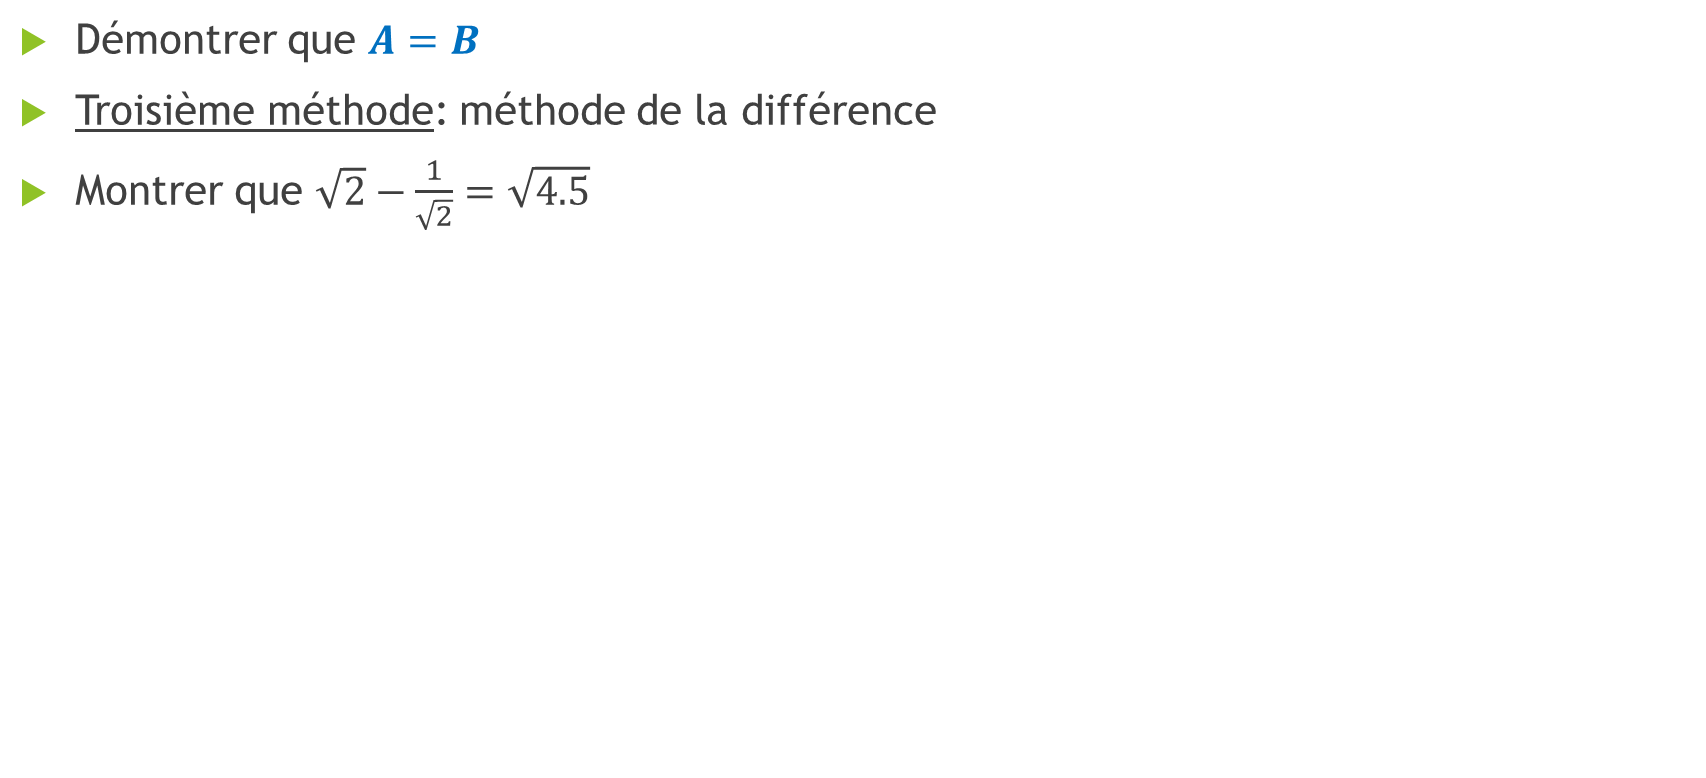 Démontrer que A = B
Troisième méthode: méthode de la différence
Montrer que √2 − 1/√2 = √4.5